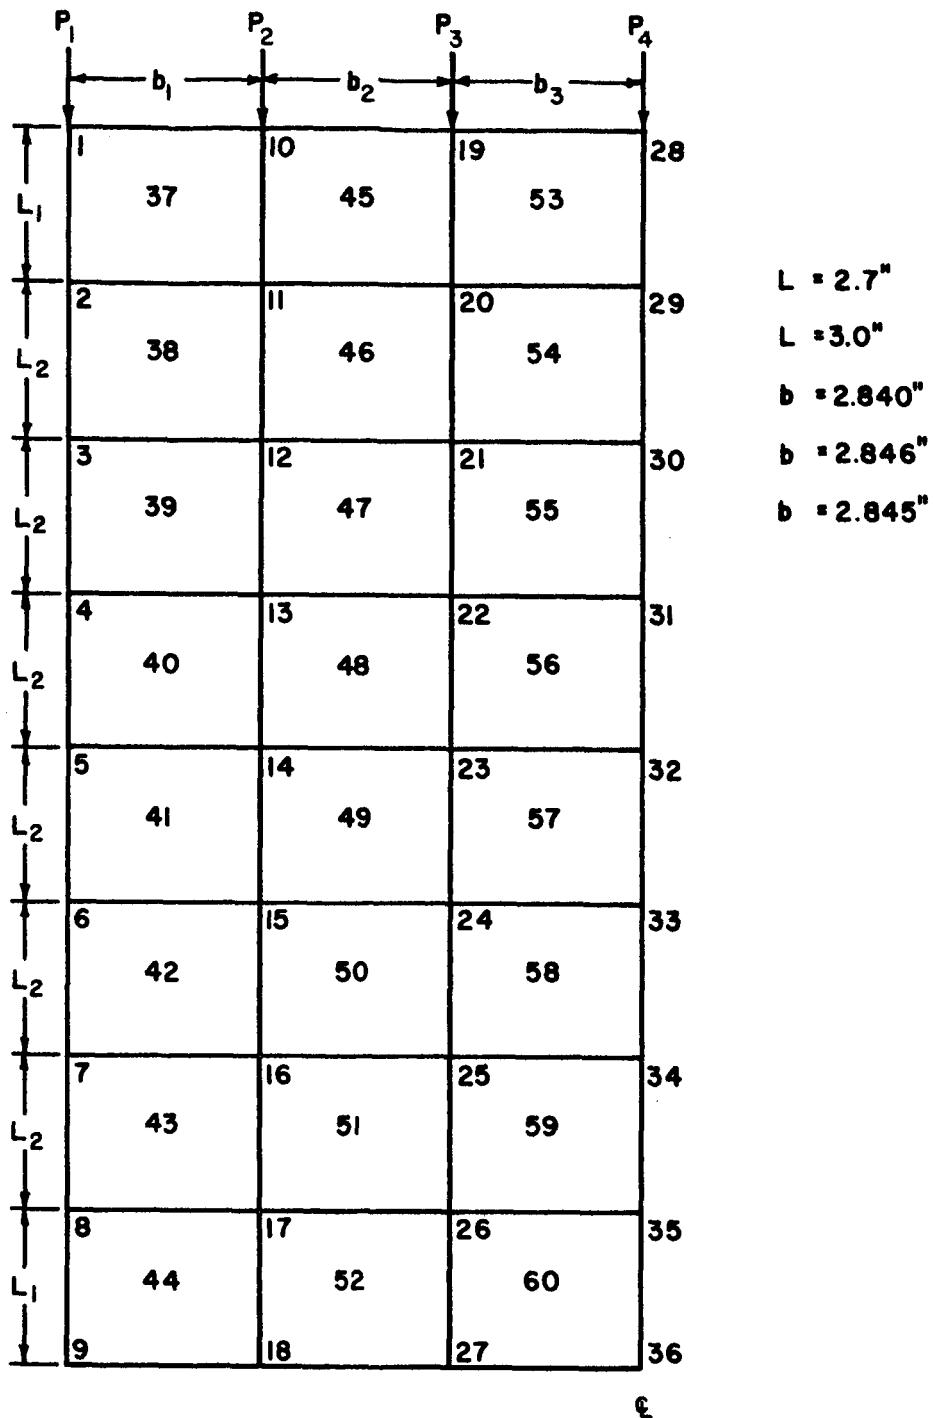 P₁ P₂ P₃ P₄
b₁ b₂ b₃
1 10 19 28
L₁ 37 45 53
2 11 20 29
L₂ 38 46 54
3 12 21 30
L₂ 39 47 55
4 13 22 31
L₂ 40 48 56
5 14 23 32
L₂ 41 49 57
6 15 24 33
L₂ 42 50 58
7 16 25 34
L₂ 43 51 59
8 17 26 35
L₁ 44 52 60
9 18 27 36
℄
L = 2.7"
L = 3.0"
b = 2.840"
b = 2.846"
b = 2.845"